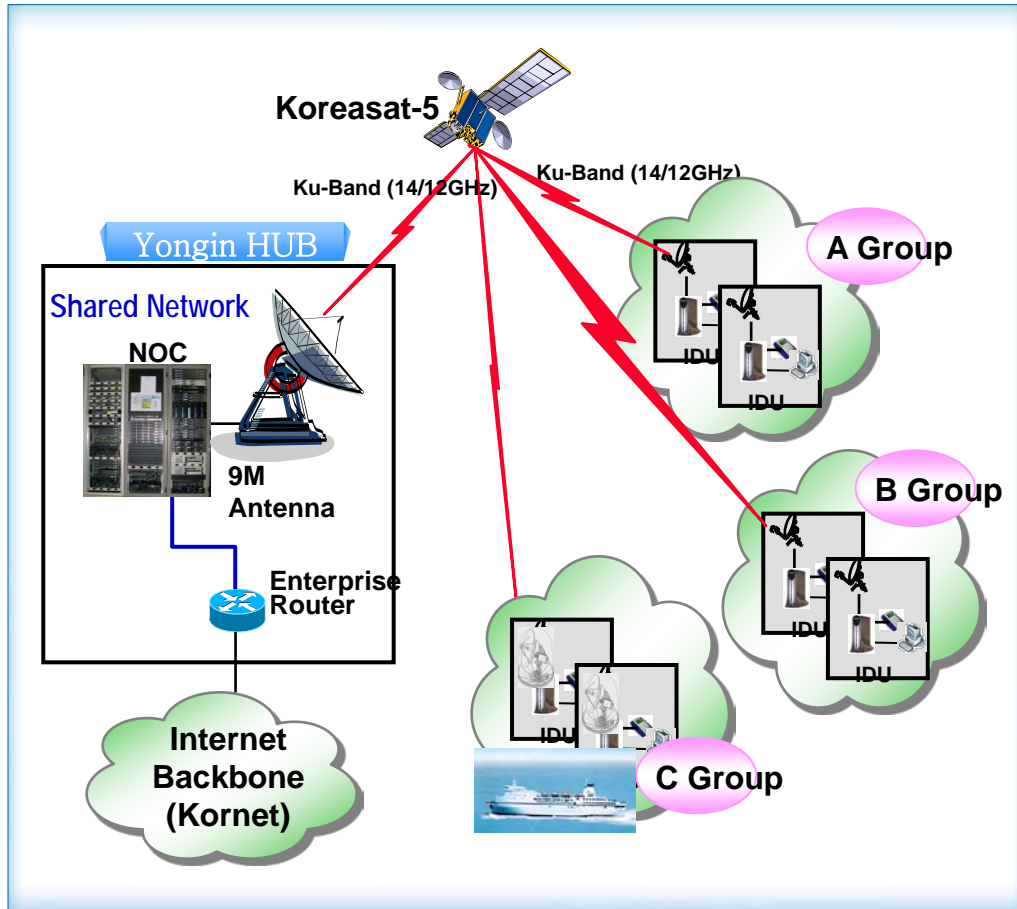 Koreasat-5
Ku-Band (14/12GHz)
Ku-Band (14/12GHz)
Yongin HUB
A Group
Shared Network
NOC
IDU
IDU
9M
Antenna
B Group
Enterprise
Router
IDU
IDU
Internet
Backbone
(Kornet)
IDU
C Group